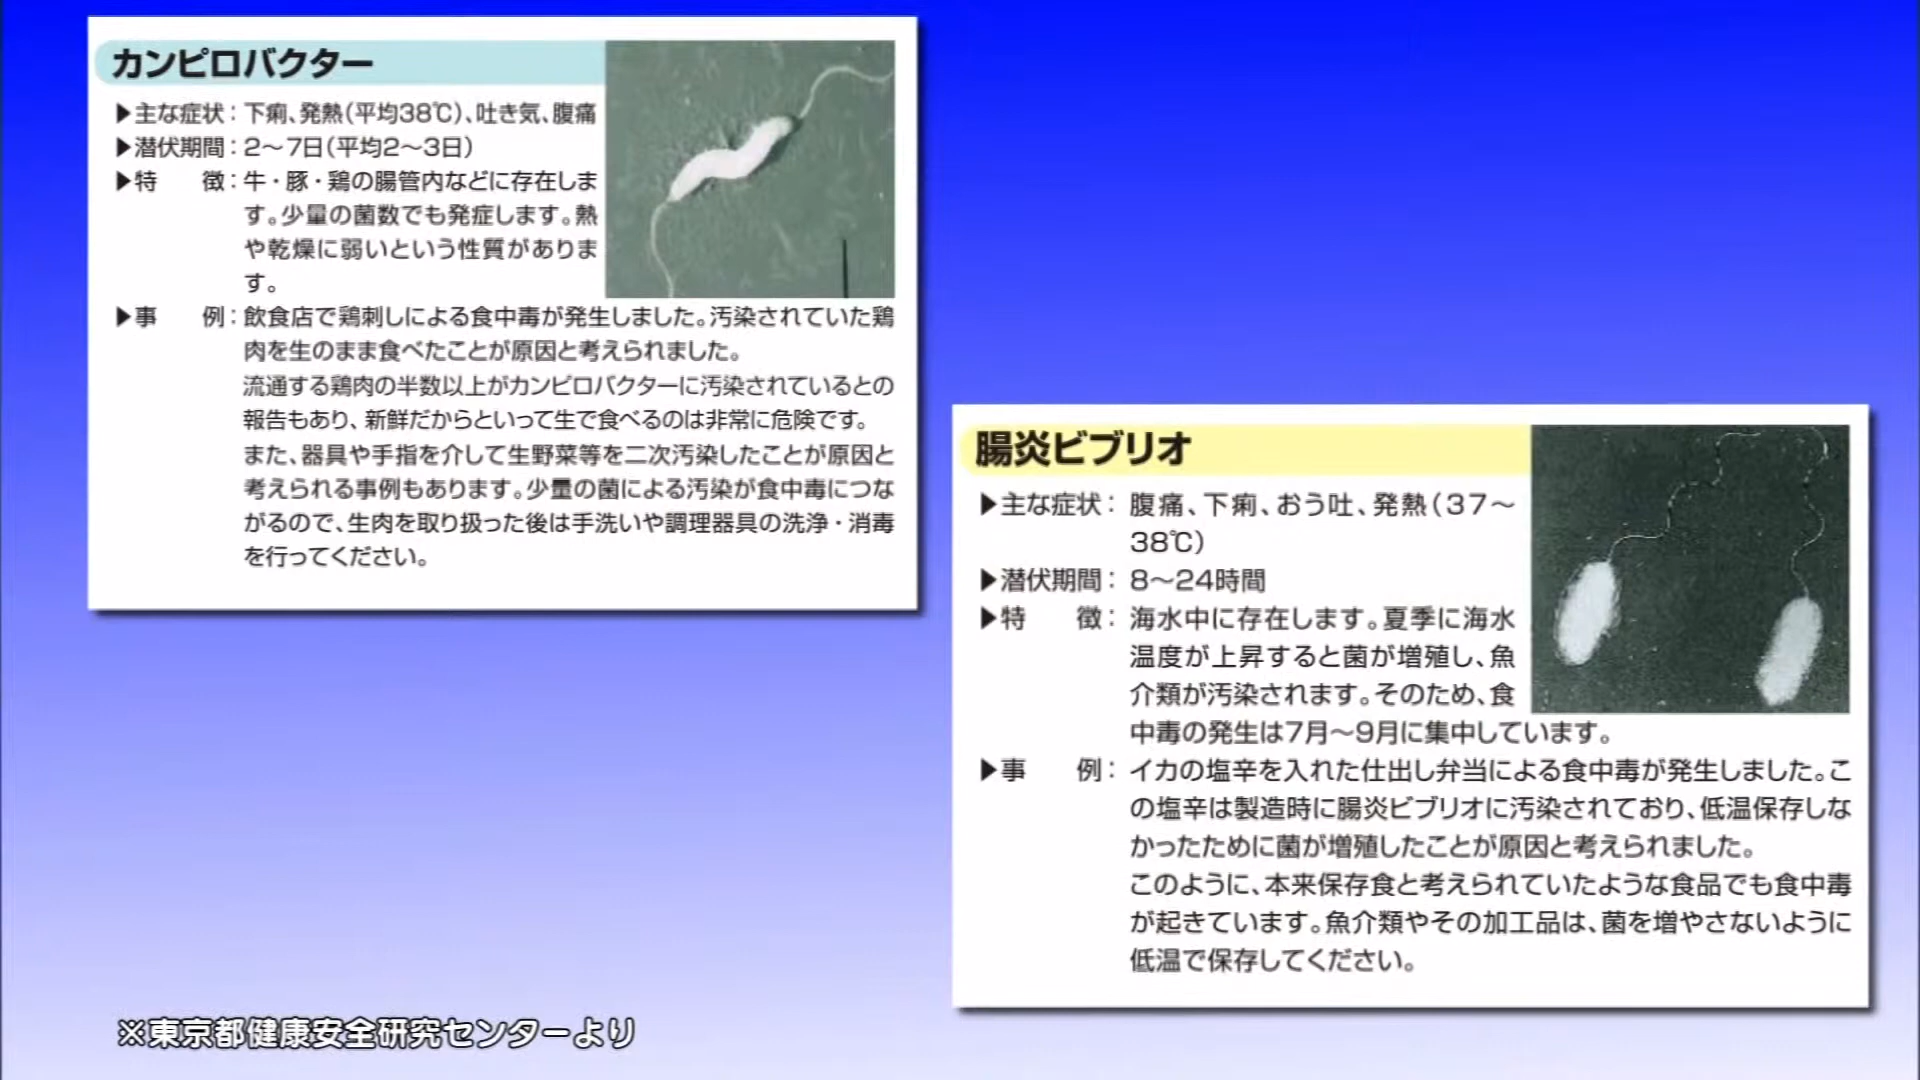 カンピロバクター
▶主な症状：下痢、発熱（平均38℃）、吐き気、腹痛
▶潜伏期間：2～7日（平均2～3日）
▶特　徴：牛・豚・鶏の腸管内などに存在しま
す。少量の菌数でも発症します。熱
や乾燥に弱いという性質がありま
す。
▶事　例：飲食店で鶏刺しによる食中毒が発生しました。汚染されていた鶏
肉を生のまま食べたことが原因と考えられました。
流通する鶏肉の半数以上がカンピロバクターに汚染されているとの
報告もあり、新鮮だからといって生で食べるのは非常に危険です。
また、器具や手指を介して生野菜等を二次汚染したことが原因と
考えられる事例もあります。少量の菌による汚染が食中毒につな
がるので、生肉を取り扱った後は手洗いや調理器具の洗浄・消毒
を行ってください。
腸炎ビブリオ
▶主な症状：腹痛、下痢、おう吐、発熱（37～
38℃）
▶潜伏期間：8～24時間
▶特　徴：海水中に存在します。夏季に海水
温度が上昇すると菌が増殖し、魚
介類が汚染されます。そのため、食
中毒の発生は7月～9月に集中しています。
▶事　例：イカの塩辛を入れた仕出し弁当による食中毒が発生しました。こ
の塩辛は製造時に腸炎ビブリオに汚染されており、低温保存しな
かったために菌が増殖したことが原因と考えられました。
このように、本来保存食と考えられていたような食品でも食中毒
が起きています。魚介類やその加工品は、菌を増やさないように
低温で保存してください。
※東京都健康安全研究センターより